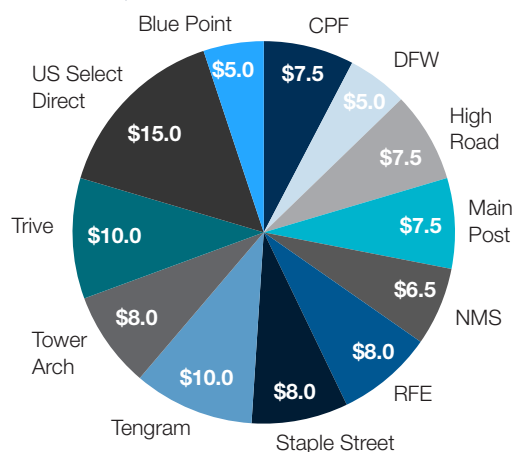 Blue Point
$5.0
CPF
$7.5
DFW
$5.0
High
Road
$7.5
Main
Post
$7.5
NMS
$6.5
RFE
$8.0
Staple Street
$8.0
Tengram
$10.0
Tower
Arch
$8.0
Trive
$10.0
US Select
Direct
$15.0